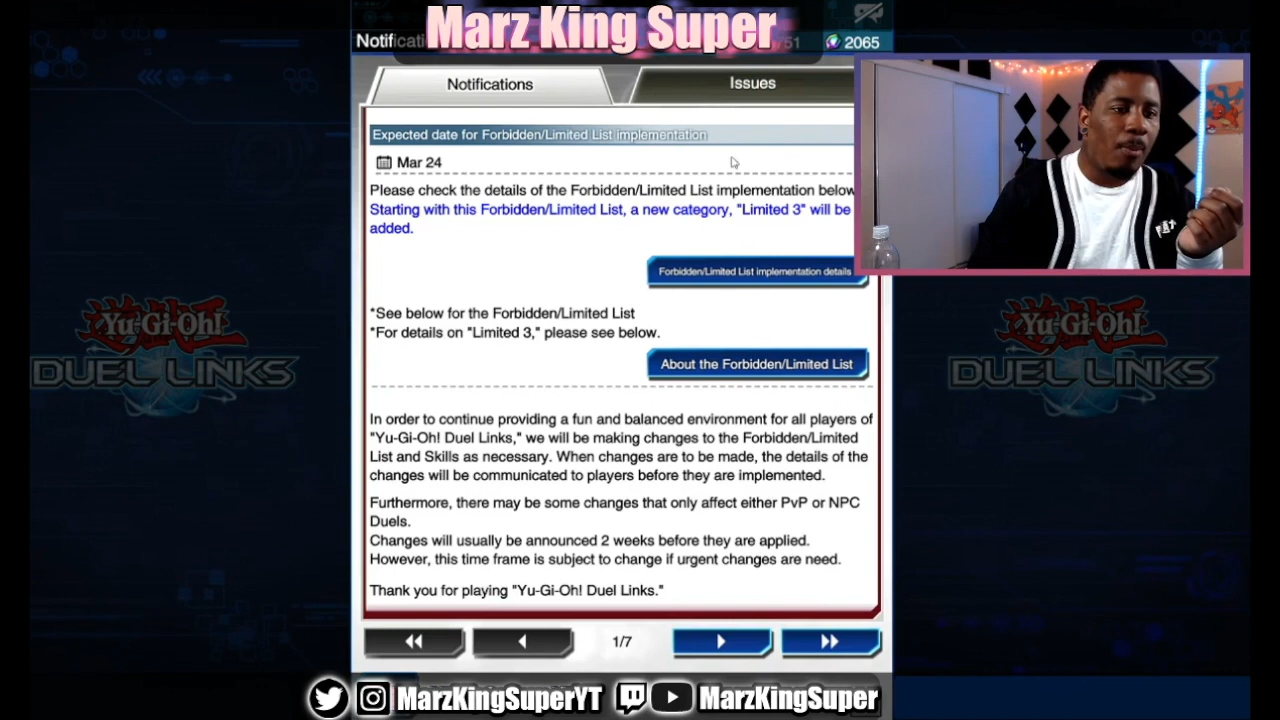 Marz King Super
Notificati
51
2065
Notifications
Issues
Expected date for Forbidden/Limited List implementation
Mar 24
Please check the details of the Forbidden/Limited List implementation below
Starting with this Forbidden/Limited List, a new category, "Limited 3" will be
added.
Forbidden/Limited List implementation details
*See below for the Forbidden/Limited List
*For details on "Limited 3," please see below.
About the Forbidden/Limited List
In order to continue providing a fun and balanced environment for all players of
"Yu-Gi-Oh! Duel Links," we will be making changes to the Forbidden/Limited
List and Skills as necessary. When changes are to be made, the details of the
changes will be communicated to players before they are implemented.
Furthermore, there may be some changes that only affect either PvP or NPC
Duels.
Changes will usually be announced 2 weeks before they are applied.
However, this time frame is subject to change if urgent changes are need.
Thank you for playing "Yu-Gi-Oh! Duel Links."
1/7
Yu-Gi-Oh!
DUEL LINKS
Yu-Gi-Oh!
DUEL LINKS
MarzKingSuperYT
MarzKingSuper